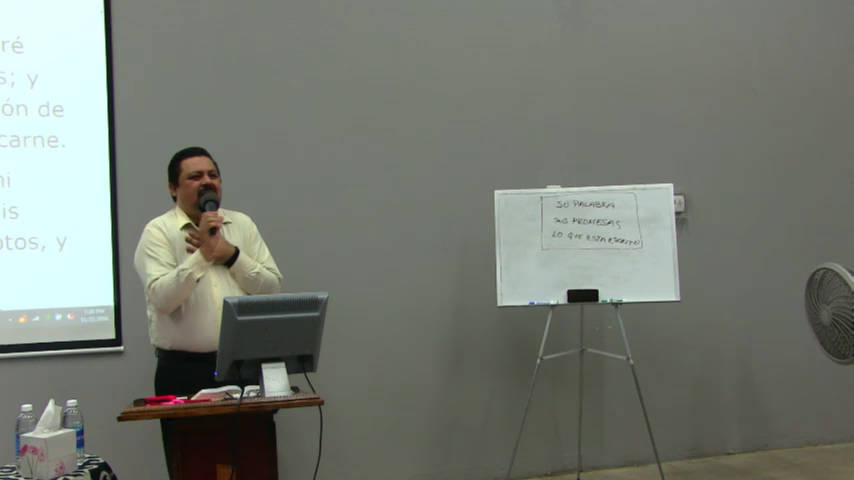 ré
s; y
ón de
carne.
ni
is
otos, y
SU PALABRA
SUS PROMESAS
LO QUE ESTA ESCRITO